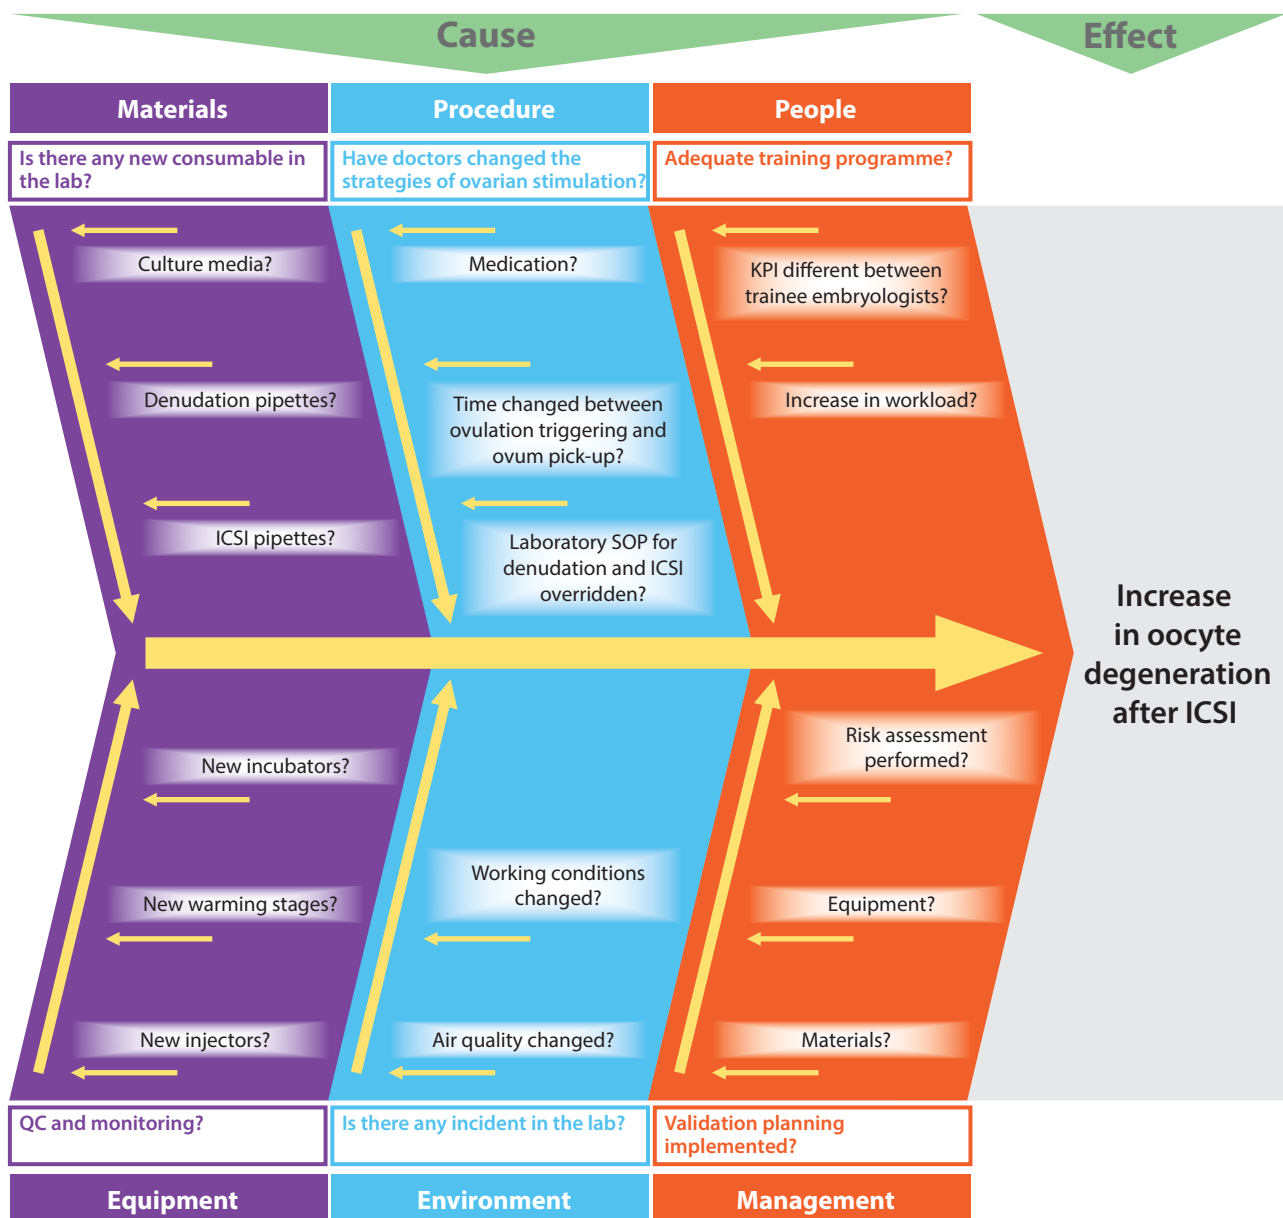 Cause
Effect
Materials
Procedure
People
Is there any new consumable in
the lab?
Have doctors changed the
strategies of ovarian stimulation?
Adequate training programme?
Culture media?
Medication?
KPI different between
trainee embryologists?
Denudation pipettes?
Time changed between
ovulation triggering and
ovum pick-up?
Increase in workload?
ICSI pipettes?
Laboratory SOP for
denudation and ICSI
overridden?
Increase
in oocyte
degeneration
after ICSI
New incubators?
Risk assessment
performed?
New warming stages?
Working conditions
changed?
Equipment?
New injectors?
Air quality changed?
Materials?
QC and monitoring?
Is there any incident in the lab?
Validation planning
implemented?
Equipment
Environment
Management